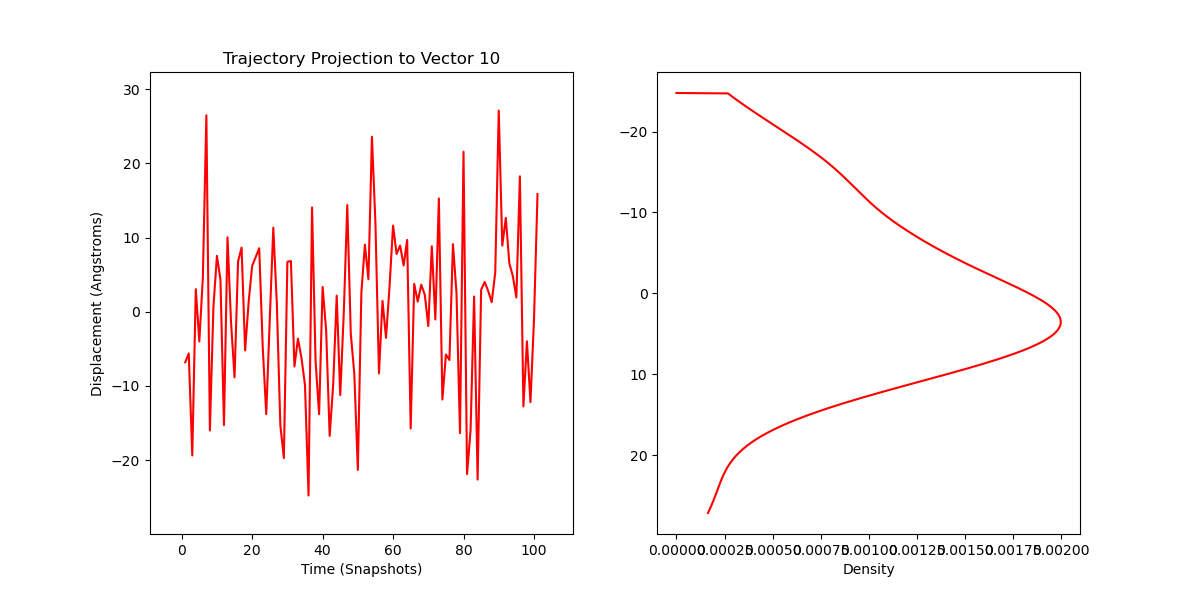 Trajectory Projection to Vector 10
30
20
10
0
−10
−20
Displacement (Angstroms)
0 20 40 60 80 100
Time (Snapshots)
−20
−10
0
10
20
0.00000 0.00025 0.00050 0.00075 0.00100 0.00125 0.00150 0.00175 0.00200
Density